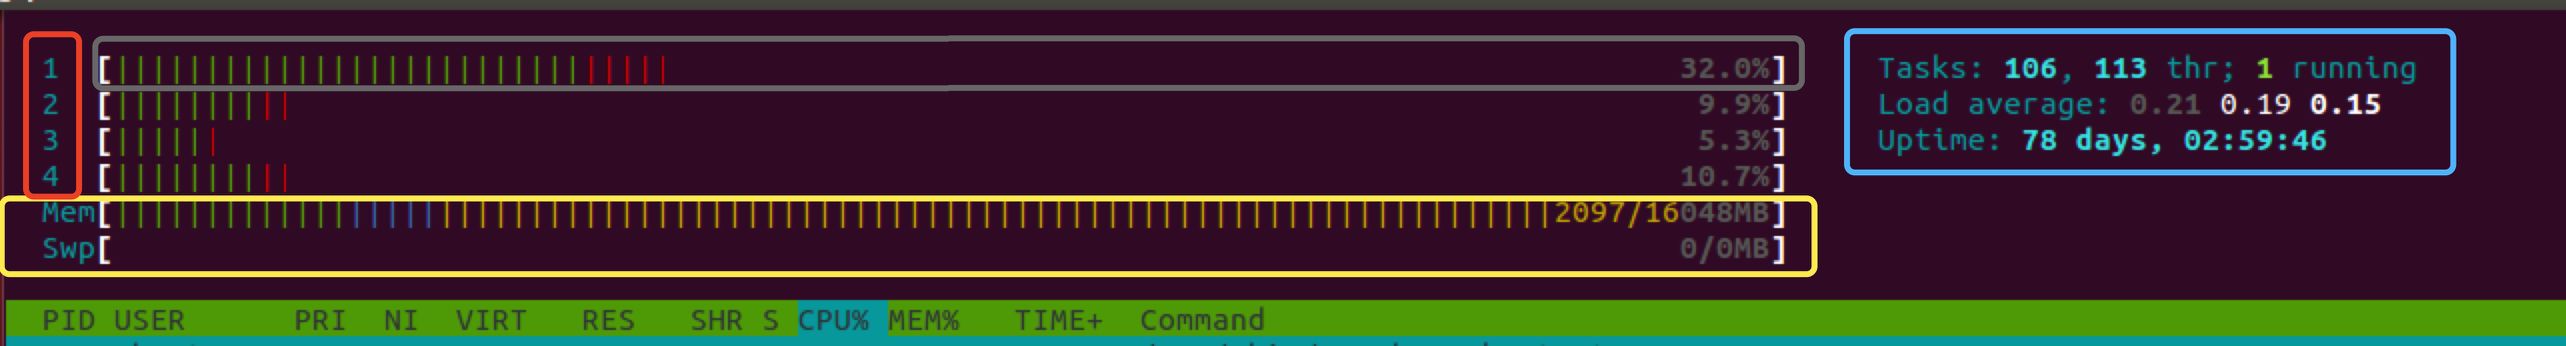 1 [||||||||||||||||||||||||||||||| 32.0%]
2 [|||||||||| 9.9%]
3 [|||||| 5.3%]
4 [|||||||||| 10.7%]
Mem[||||||||||||||||||||||||||||||||||||||||||||||||||||||||||||||||||||||||||||||||2097/16048MB]
Swp[ 0/0MB]
Tasks: 106, 113 thr; 1 running
Load average: 0.21 0.19 0.15
Uptime: 78 days, 02:59:46
PID USER PRI NI VIRT RES SHR S CPU% MEM% TIME+ Command